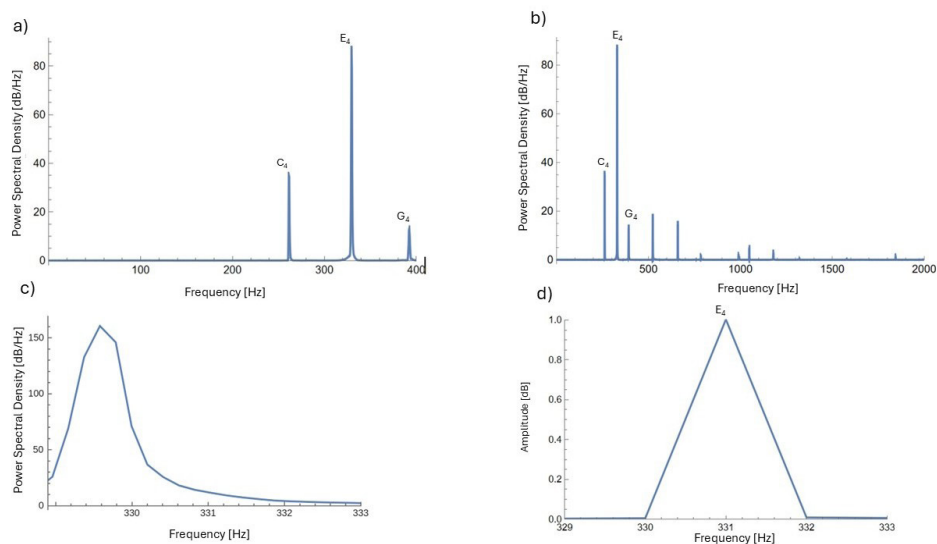 a)
E4
C4
G4
Power Spectral Density [dB/Hz]
80
60
40
20
0
100
200
300
400
Frequency [Hz]
b)
E4
C4
G4
Power Spectral Density [dB/Hz]
80
60
40
20
0
500
1000
1500
2000
Frequency [Hz]
c)
Power Spectral Density [dB/Hz]
150
100
50
0
330
331
332
333
Frequency [Hz]
d)
E4
Amplitude [dB]
1.0
0.8
0.6
0.4
0.2
0.0
329
330
331
332
333
Frequency [Hz]